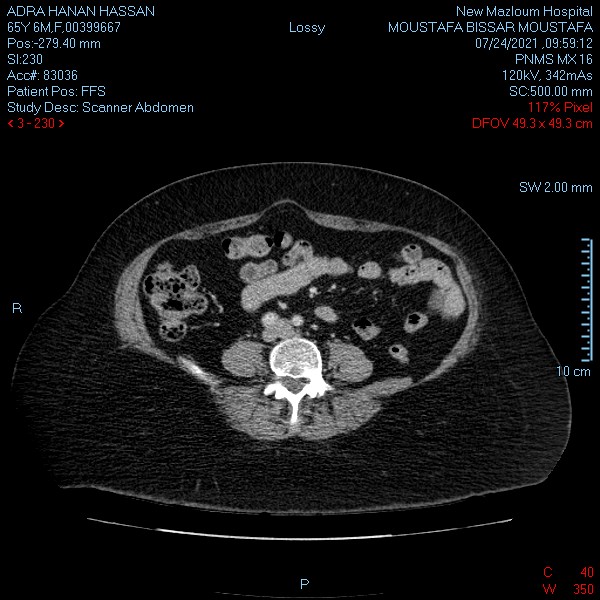 ADRA HANAN HASSAN
65Y 6M,F,00399667
Pos:-279.40 mm
SI:230
Acc#: 83036
Patient Pos: FFS
Study Desc: Scanner Abdomen
< 3 - 230 >
Lossy
New Mazloum Hospital
MOUSTAFA BISSAR MOUSTAFA
07/24/2021 ,09:59:12
PNMS MX 16
120kV, 342mAs
SC:500.00 mm
117% Pixel
DFOV 49.3 x 49.3 cm
SW 2.00 mm
R
10 cm
P
C 40
W 350